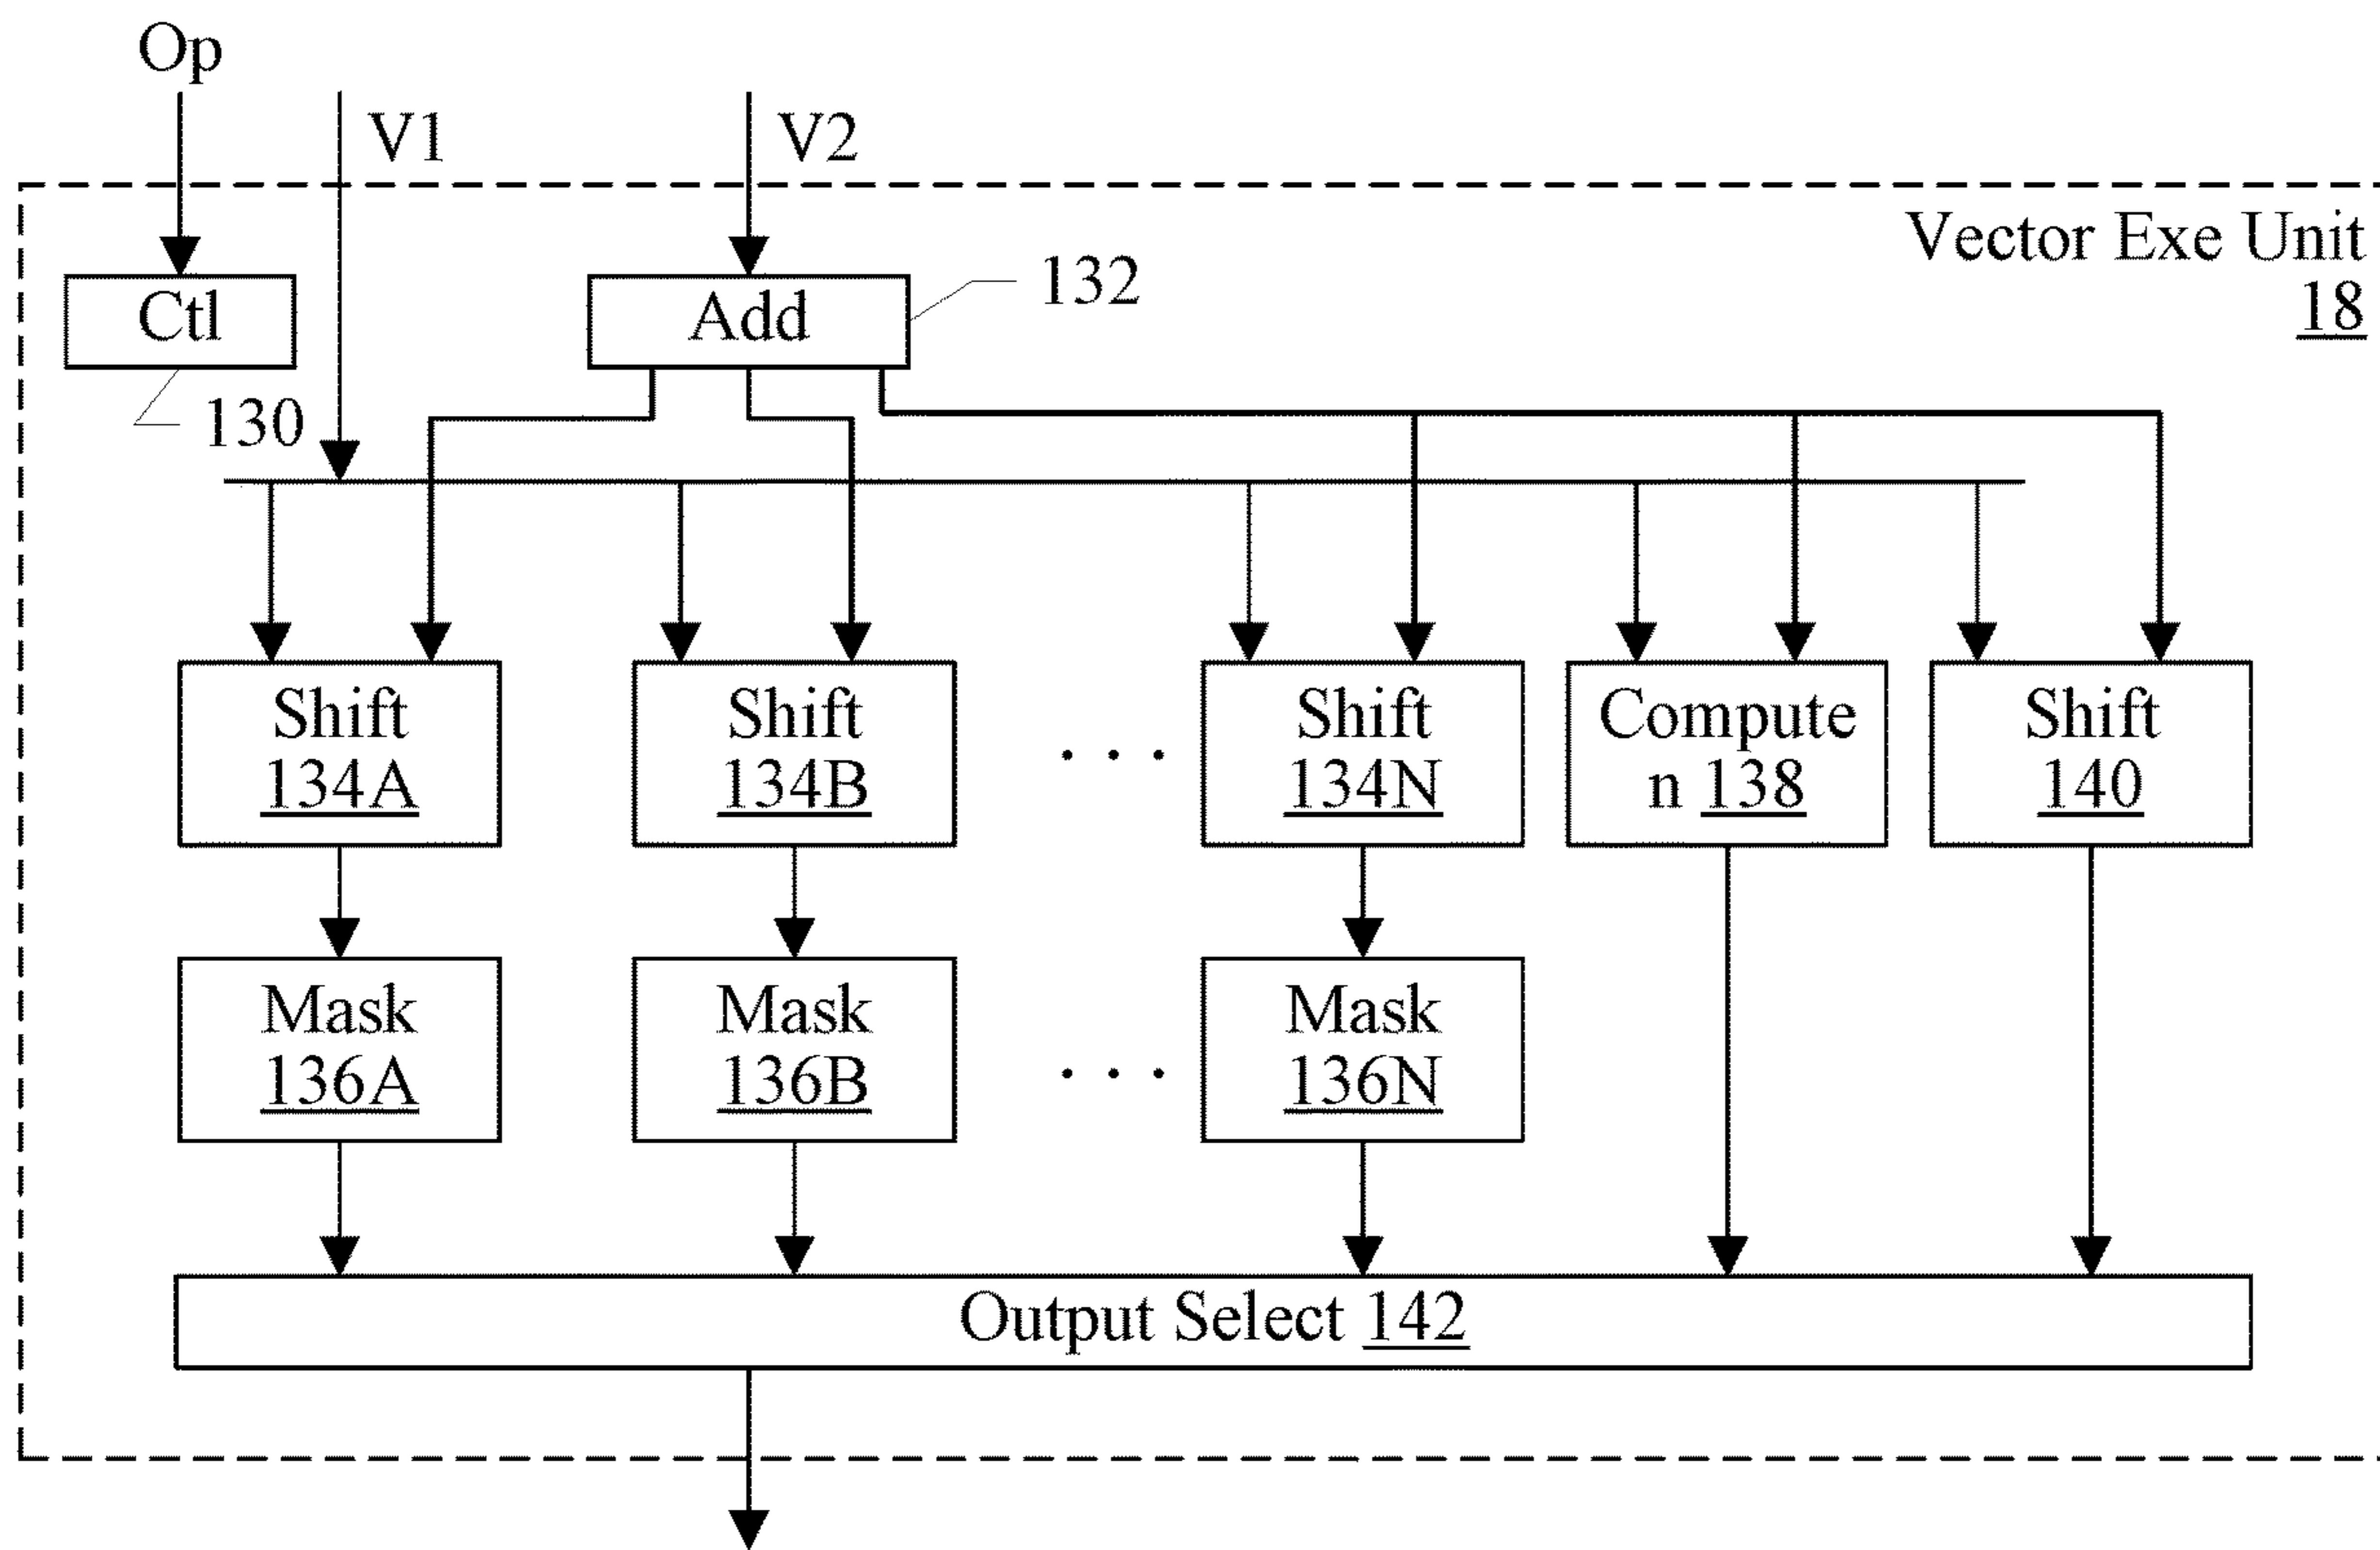 Op
V1
V2
Vector Exe Unit
18
Ctl
Add
132
130
Shift
134A
Shift
134B
. . .
Shift
134N
Compute
n 138
Shift
140
Mask
136A
Mask
136B
. . .
Mask
136N
Output Select 142